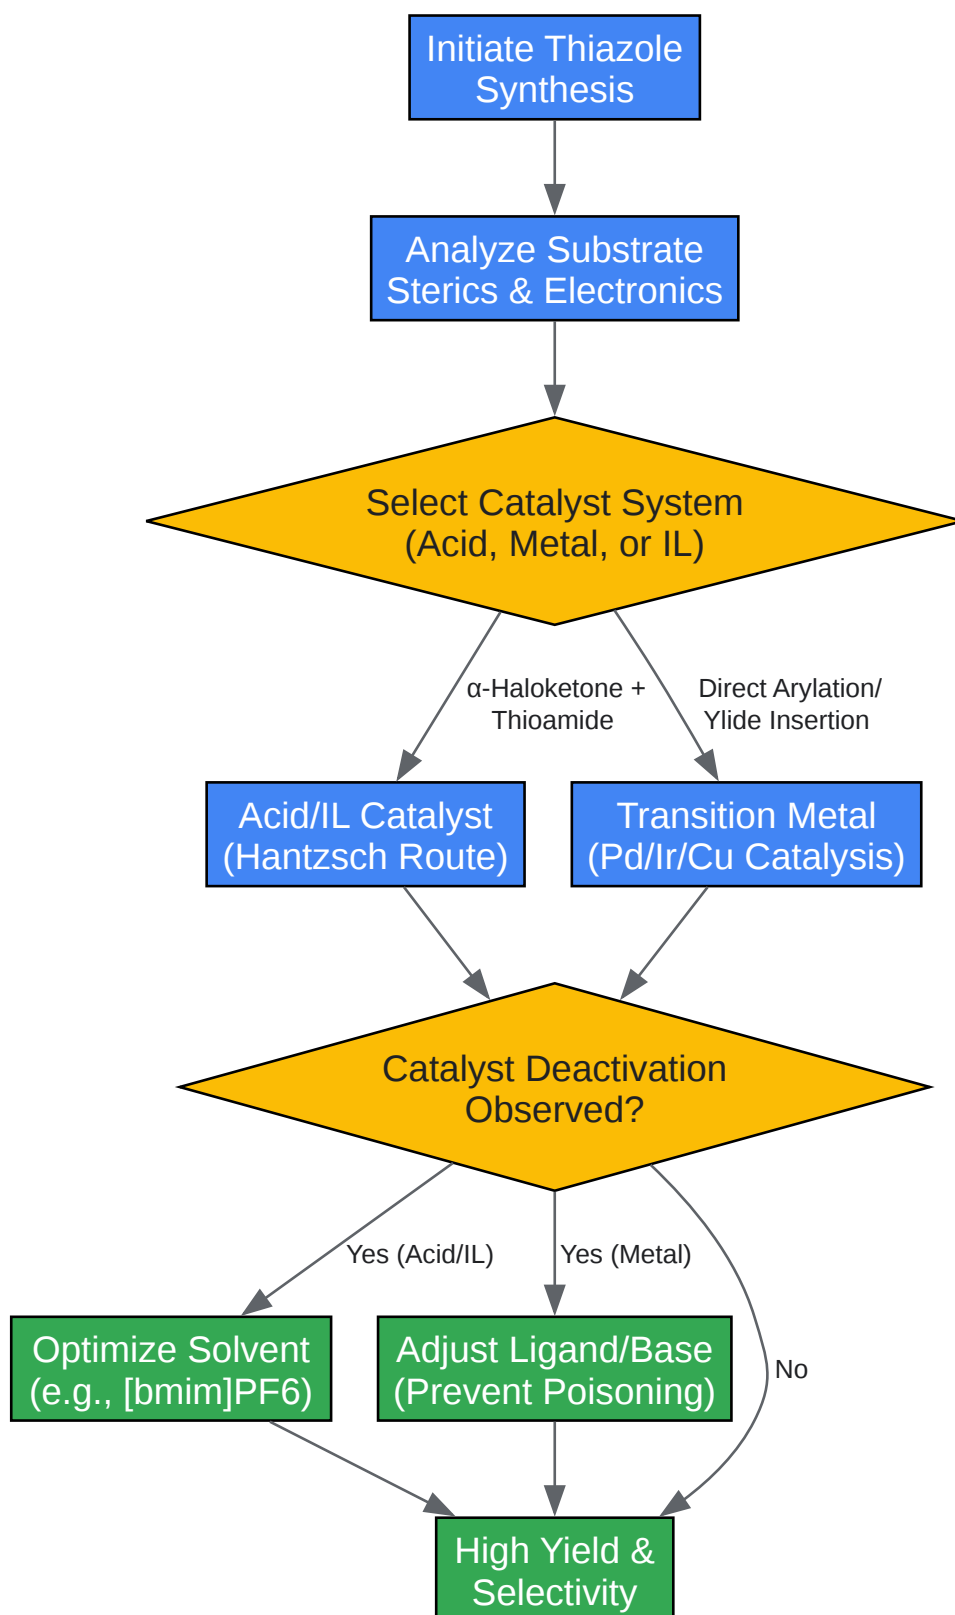 Initiate Thiazole
Synthesis
Analyze Substrate
Sterics & Electronics
Select Catalyst System
(Acid, Metal, or IL)
α-Haloketone +
Thioamide
Direct Arylation/
Ylide Insertion
Acid/IL Catalyst
(Hantzsch Route)
Transition Metal
(Pd/Ir/Cu Catalysis)
Catalyst Deactivation
Observed?
Yes (Acid/IL)
Yes (Metal)
No
Optimize Solvent
(e.g., [bmim]PF6)
Adjust Ligand/Base
(Prevent Poisoning)
High Yield &
Selectivity